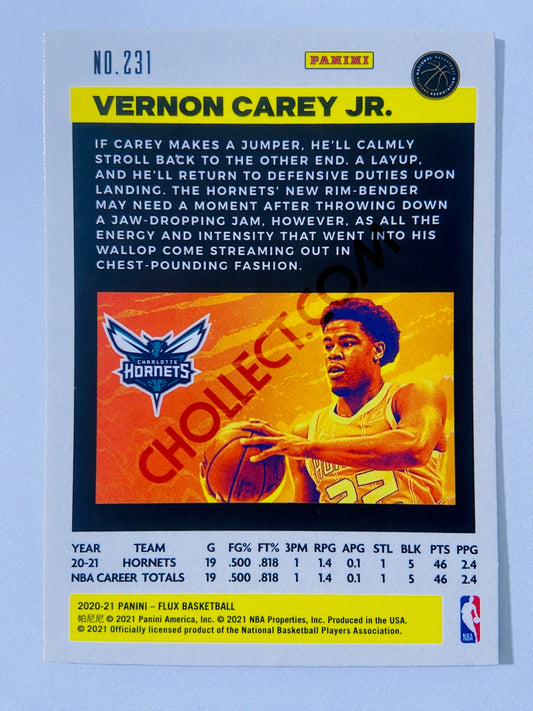 NO. 231
PANINI
NATIONAL BASKETBALL
VERNON CAREY JR.
IF CAREY MAKES A JUMPER, HE'LL CALMLY
STROLL BACK TO THE OTHER END. A LAYUP,
AND HE'LL RETURN TO DEFENSIVE DUTIES UPON
LANDING. THE HORNETS' NEW RIM-BENDER
MAY NEED A MOMENT AFTER THROWING DOWN
A JAW-DROPPING JAM, HOWEVER, AS ALL THE
ENERGY AND INTENSITY THAT WENT INTO HIS
WALLOP COME STREAMING OUT IN
CHEST-POUNDING FASHION.
CHOLLECT.COM
CHARLOTTE
HORNETS
22
YEAR TEAM G FG% FT% 3PM RPG APG STL BLK PTS PPG
20-21 HORNETS 19 .500 .818 1 1.4 0.1 1 5 46 2.4
NBA CAREER TOTALS 19 .500 .818 1 1.4 0.1 1 5 46 2.4
2020-21 PANINI – FLUX BASKETBALL
帕尼尼 © 2021 Panini America, Inc. © 2021 NBA Properties, Inc. Produced in the USA.
© 2021 Officially licensed product of the National Basketball Players Association.
NBA